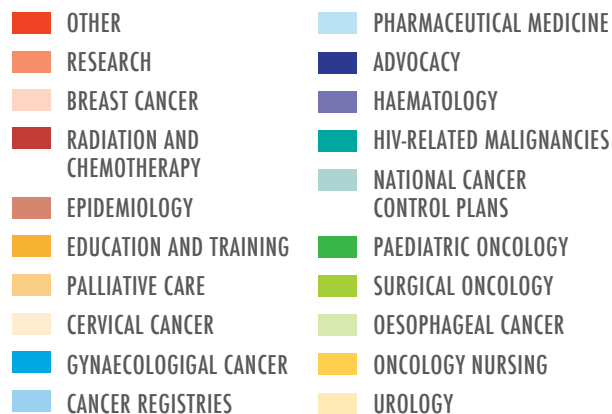 OTHER
RESEARCH
BREAST CANCER
RADIATION AND
CHEMOTHERAPY
EPIDEMIOLOGY
EDUCATION AND TRAINING
PALLIATIVE CARE
CERVICAL CANCER
GYNAECOLOGIGAL CANCER
CANCER REGISTRIES
PHARMACEUTICAL MEDICINE
ADVOCACY
HAEMATOLOGY
HIV-RELATED MALIGNANCIES
NATIONAL CANCER
CONTROL PLANS
PAEDIATRIC ONCOLOGY
SURGICAL ONCOLOGY
OESOPHAGEAL CANCER
ONCOLOGY NURSING
UROLOGY